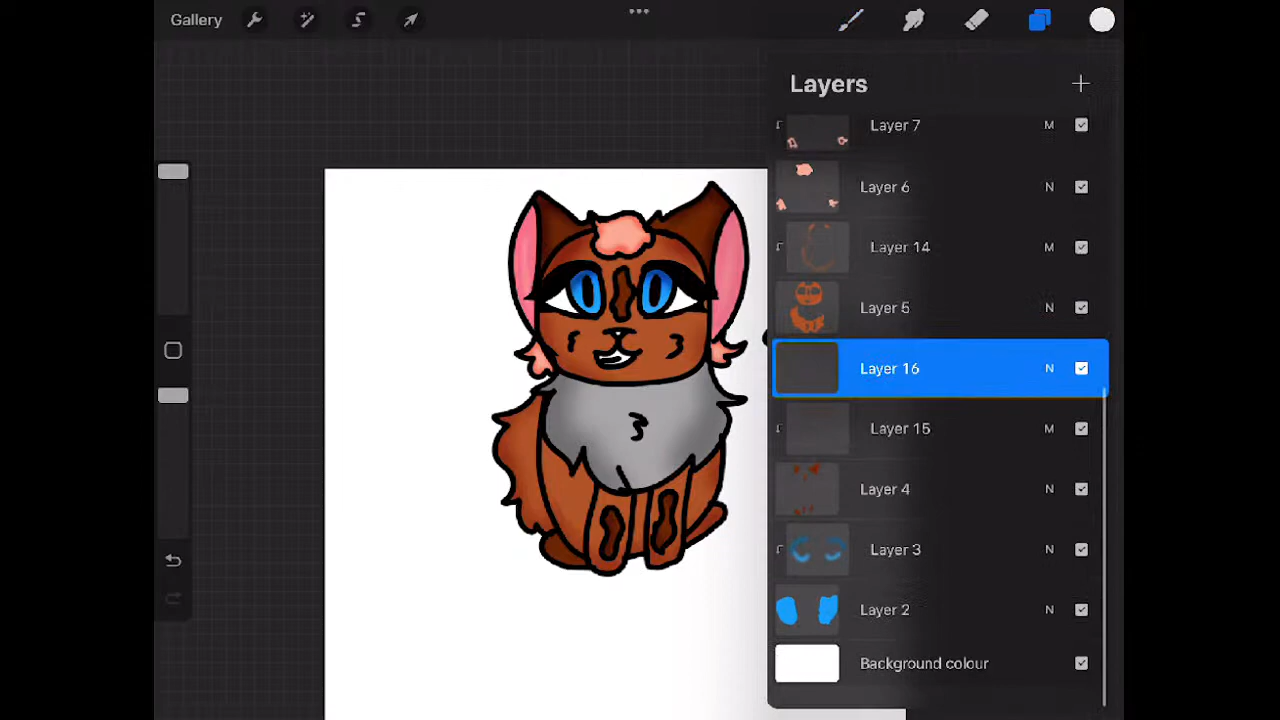 Gallery
Layers
Layer 7 M
Layer 6 N
Layer 14 M
Layer 5 N
Layer 16 N
Layer 15 M
Layer 4 N
Layer 3 N
Layer 2 N
Background colour